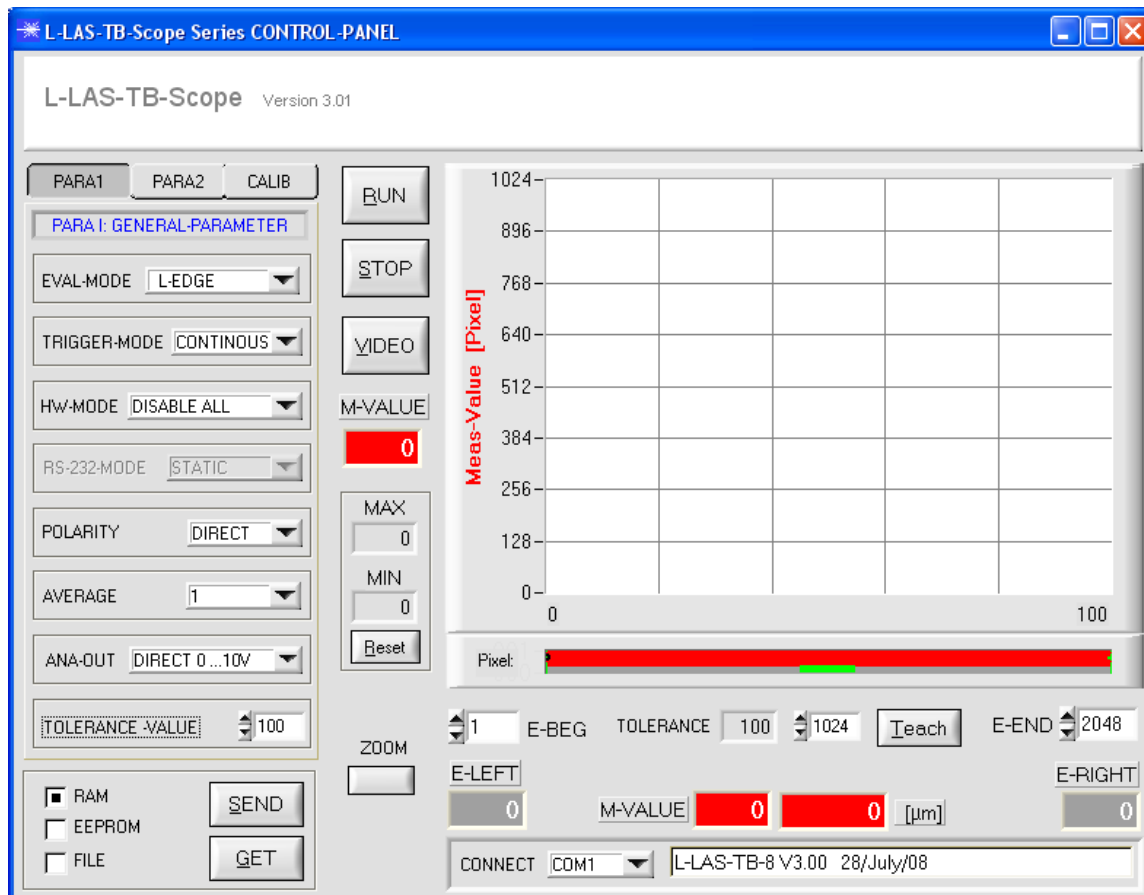 L-LAS-TB-Scope Series CONTROL-PANEL
L-LAS-TB-Scope Version 3.01
PARA1 PARA2 CALIB
PARA I: GENERAL-PARAMETER
EVAL-MODE L-EDGE
TRIGGER-MODE CONTINOUS
HW-MODE DISABLE ALL
RS-232-MODE STATIC
POLARITY DIRECT
AVERAGE 1
ANA-OUT DIRECT 0 ...10V
TOLERANCE -VALUE 100
RAM
EEPROM
FILE
SEND
GET
RUN
STOP
VIDEO
M-VALUE
0
MAX
0
MIN
0
Reset
ZOOM
Meas-Value [Pixel]
1024
896
768
640
512
384
256
128
0
0 100
Pixel:
1 E-BEG TOLERANCE 100 1024 Teach E-END 2048
E-LEFT E-RIGHT
0 M-VALUE 0 0 [µm] 0
CONNECT COM1 L-LAS-TB-8 V3.00 28/July/08